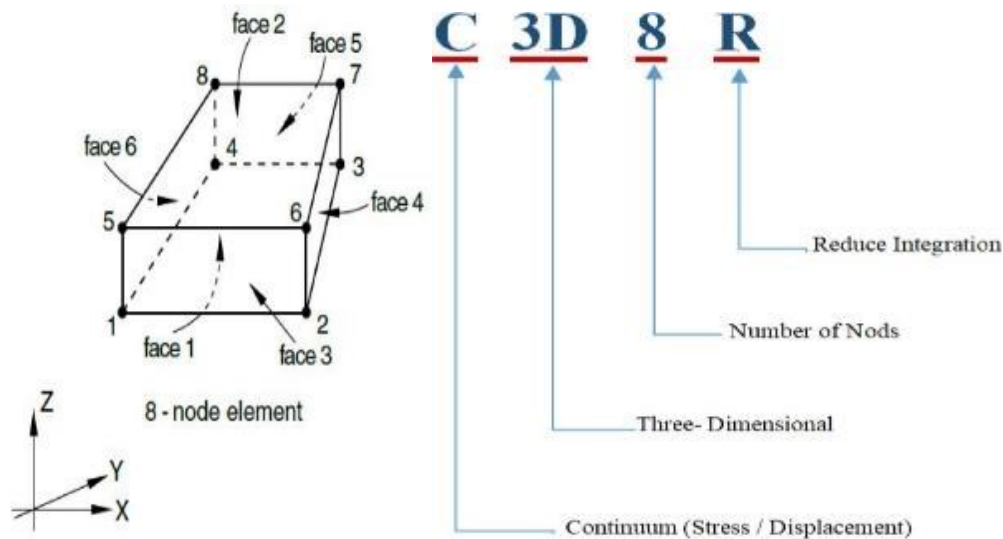 face 2
face 5
8
7
face 6
4
3
face 4
5
6
1
2
face 1
face 3
8 - node element
Z
Y
X
C 3D 8 R
Reduce Integration
Number of Nods
Three- Dimensional
Continuum (Stress / Displacement)